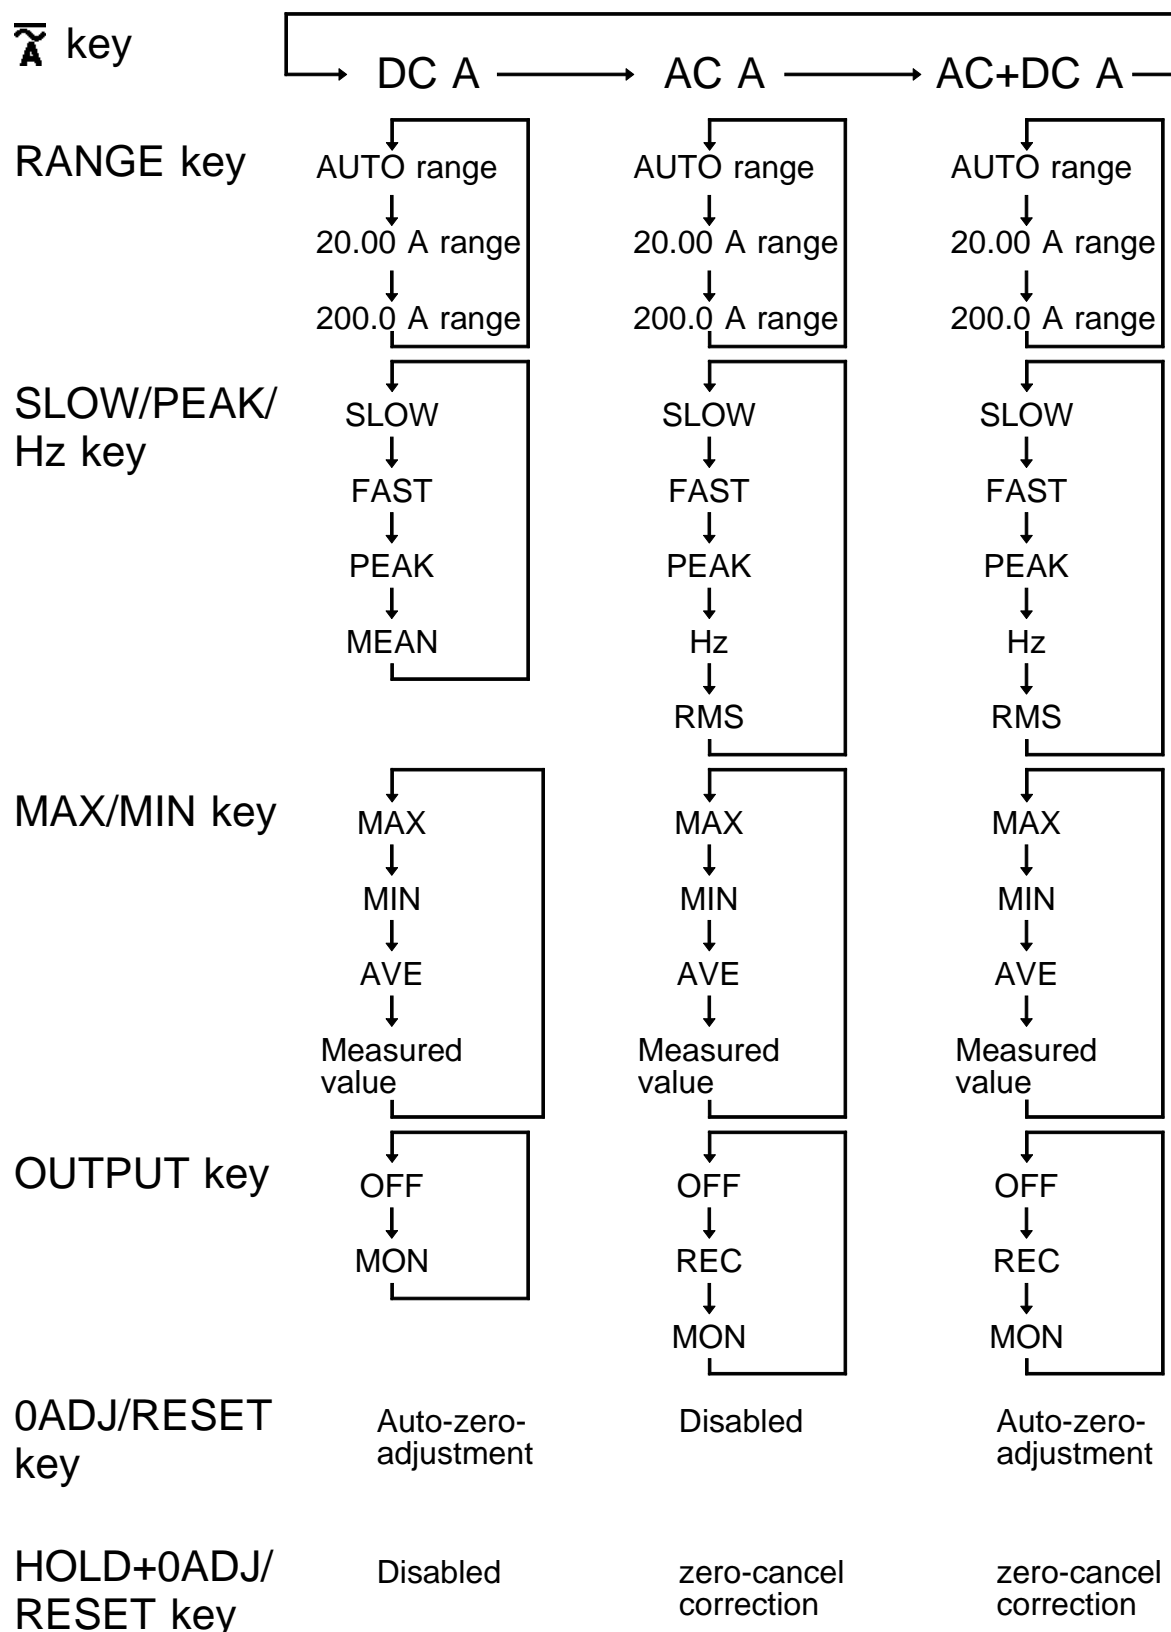 A key
DC A AC A AC+DC A
RANGE key
AUTO range AUTO range AUTO range
20.00 A range 20.00 A range 20.00 A range
200.0 A range 200.0 A range 200.0 A range
SLOW/PEAK/
Hz key
SLOW SLOW SLOW
FAST FAST FAST
PEAK PEAK PEAK
MEAN Hz Hz
RMS RMS
MAX/MIN key
MAX MAX MAX
MIN MIN MIN
AVE AVE AVE
Measured Measured Measured
value value value
OUTPUT key
OFF OFF OFF
MON REC REC
MON MON
0ADJ/RESET
key
Auto-zero- Disabled Auto-zero-
adjustment adjustment
HOLD+0ADJ/
RESET key
Disabled zero-cancel zero-cancel
correction correction